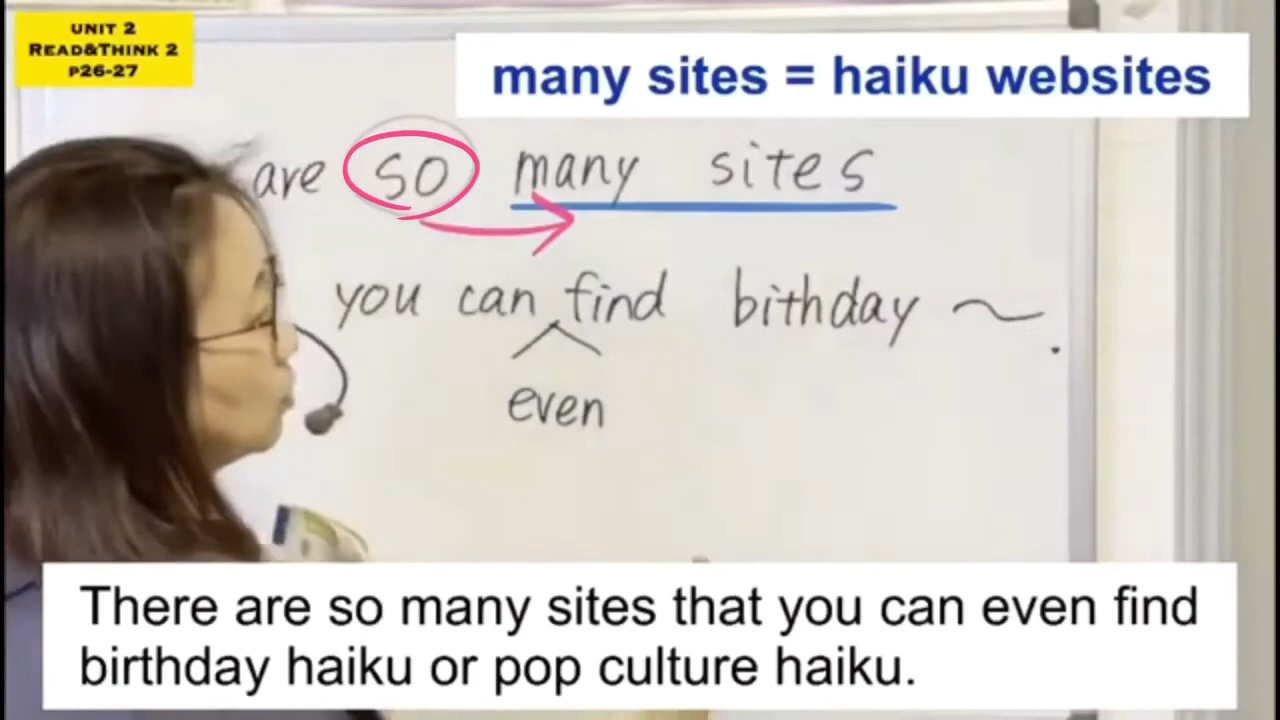 UNIT 2
READ&THINK 2
P26-27
many sites = haiku websites
are so many sites
you can find bithday ~.
even
There are so many sites that you can even find
birthday haiku or pop culture haiku.